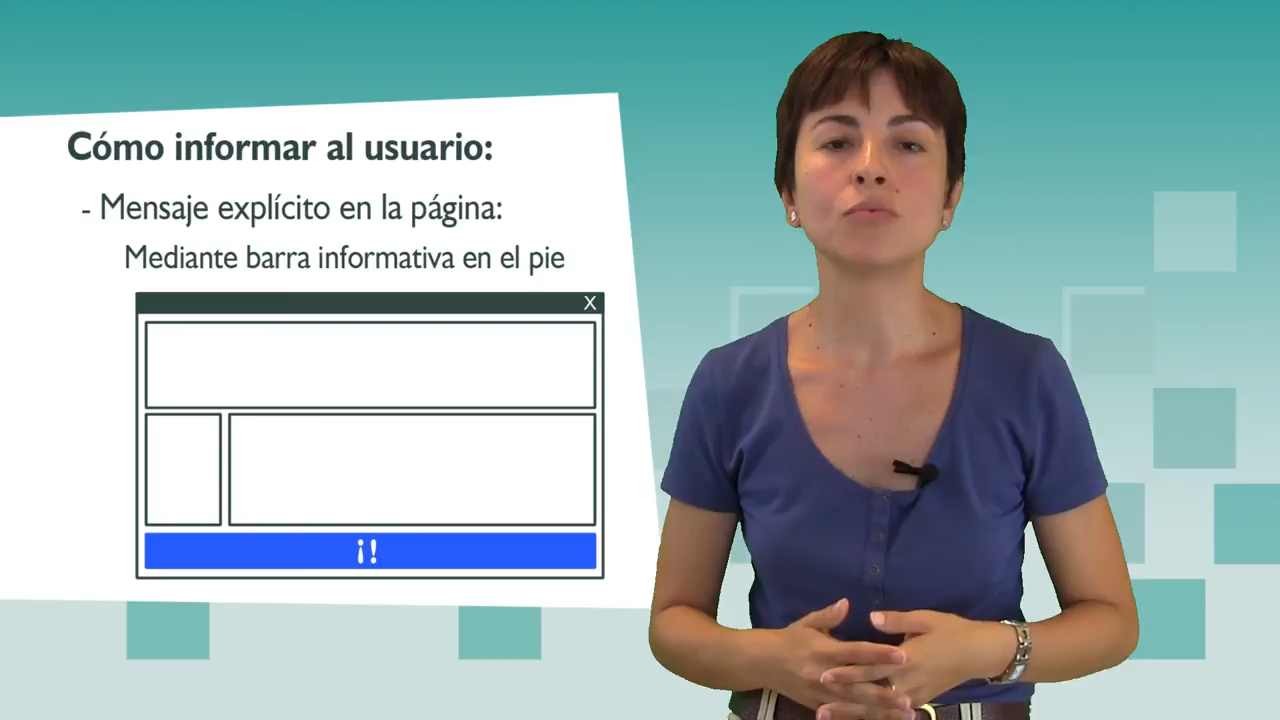 Cómo informar al usuario:
- Mensaje explícito en la página:
Mediante barra informativa en el pie
X
¡!